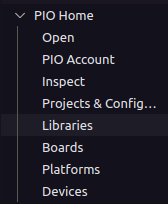 PIO Home
Open
PIO Account
Inspect
Projects & Config...
Libraries
Boards
Platforms
Devices